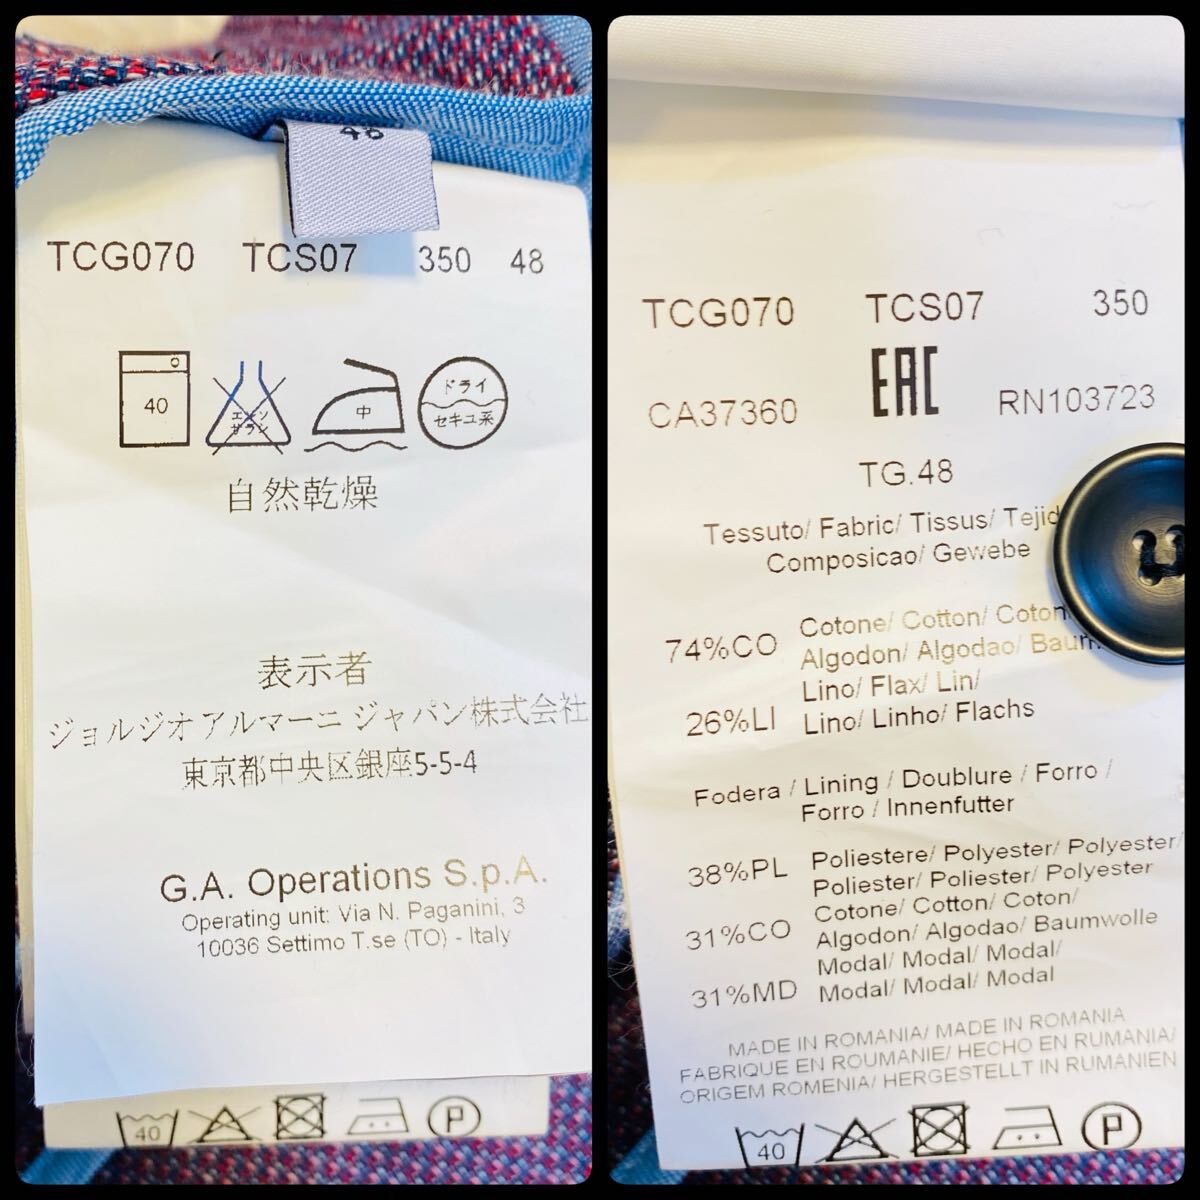 48
TCG070 TCS07 350 48
40
エンソ
サラシ
中
ドライ
セキユ系
自然乾燥
表示者
ジョルジオ アルマーニ ジャパン株式会社
東京都中央区銀座5-5-4
G.A. Operations S.p.A.
Operating unit: Via N. Paganini, 3
10036 Settimo T.se (TO) - Italy
40
P
TCG070 TCS07 350
CA37360 EAC RN103723
TG.48
Tessuto/ Fabric/ Tissus/ Tejid
Composicao/ Gewebe
74%CO Cotone/ Cotton/ Coton
Algodon/ Algodao/ Baum
26%LI Lino/ Flax/ Lin/
Lino/ Linho/ Flachs
Fodera / Lining / Doublure / Forro /
Forro / Innenfutter
38%PL Poliestere/ Polyester/ Polyester/
Poliester/ Poliester/ Polyester
31%CO Cotone/ Cotton/ Coton/
Algodon/ Algodao/ Baumwolle
31%MD Modal/ Modal/ Modal/
Modal/ Modal/ Modal
MADE IN ROMANIA/ MADE IN ROMANIA
FABRIQUE EN ROUMANIE/ HECHO EN RUMANIA/
ORIGEM ROMENIA/ HERGESTELLT IN RUMANIEN
40
P